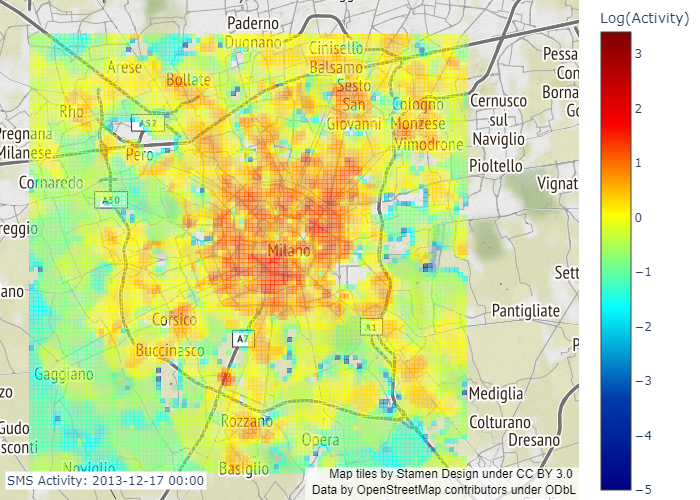 Log(Activity)
3
2
1
0
−1
−2
−3
−4
−5
Paderno
Dugnano
Cinisello
Balsamo
Arese
Bollate
Sesto
San
Giovanni
Cologno
Monzese
Vimodrone
Rho
A52
Pero
Pregnana
Milanese
Cornaredo
A50
reggio
Cernusco
sul
Naviglio
Pioltello
Pessa
Con
Borna
Go
Vignat
Milano
ano
Sett
Pantigliate
Corsico
Buccinasco
A7
A1
Gaggiano
zo
Gudo
sconti
Rozzano
Opera
Basiglio
Noviglio
Mediglia
Colturano
Dresano
SMS Activity: 2013-12-17 00:00
Map tiles by Stamen Design under CC BY 3.0
Data by OpenStreetMap contributors under ODbL